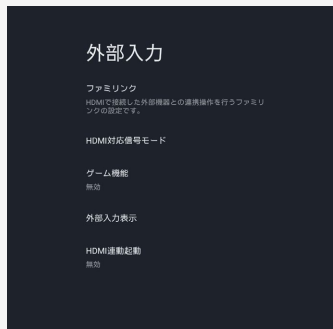 外部入力
ファミリンク
HDMIで接続した外部機器との連携操作を行うファミリ
ンクの設定です。
HDMI対応信号モード
ゲーム機能
無効
外部入力表示
HDMI連動起動
無効